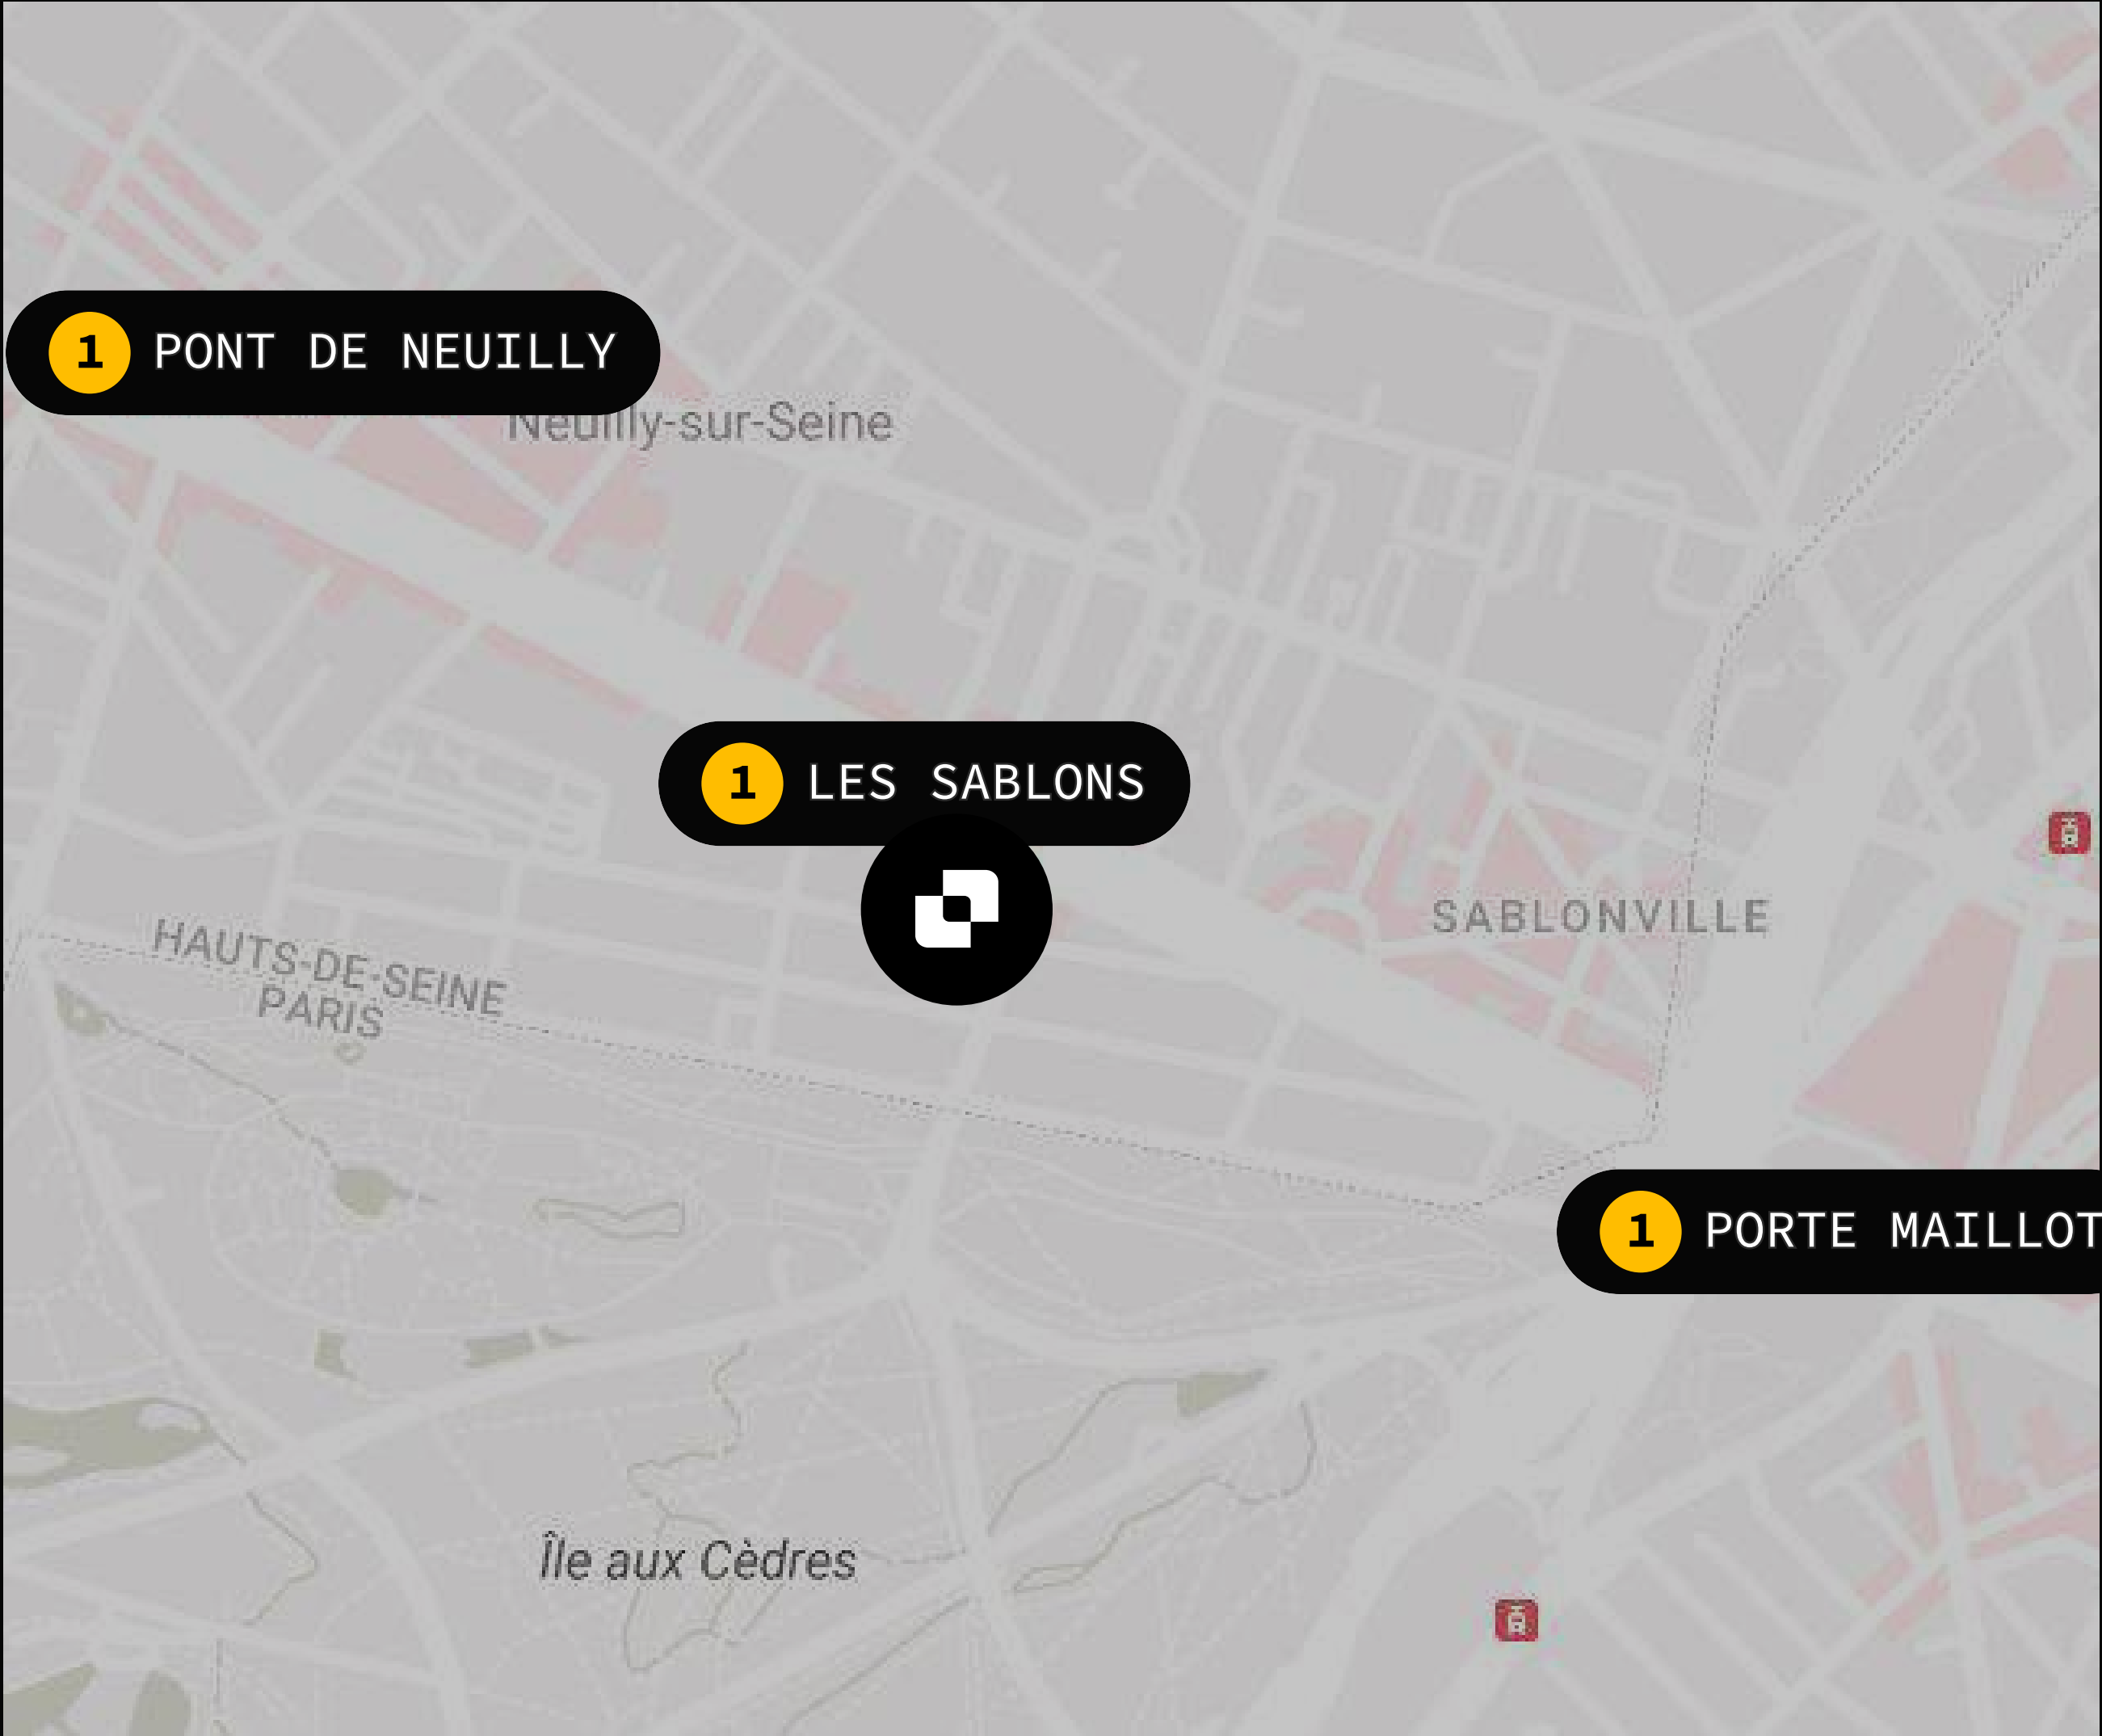 1 PONT DE NEUILLY
Neuilly-sur-Seine
1 LES SABLONS
SABLONVILLE
HAUTS-DE-SEINE
PARIS
1 PORTE MAILLOT
Île aux Cèdres